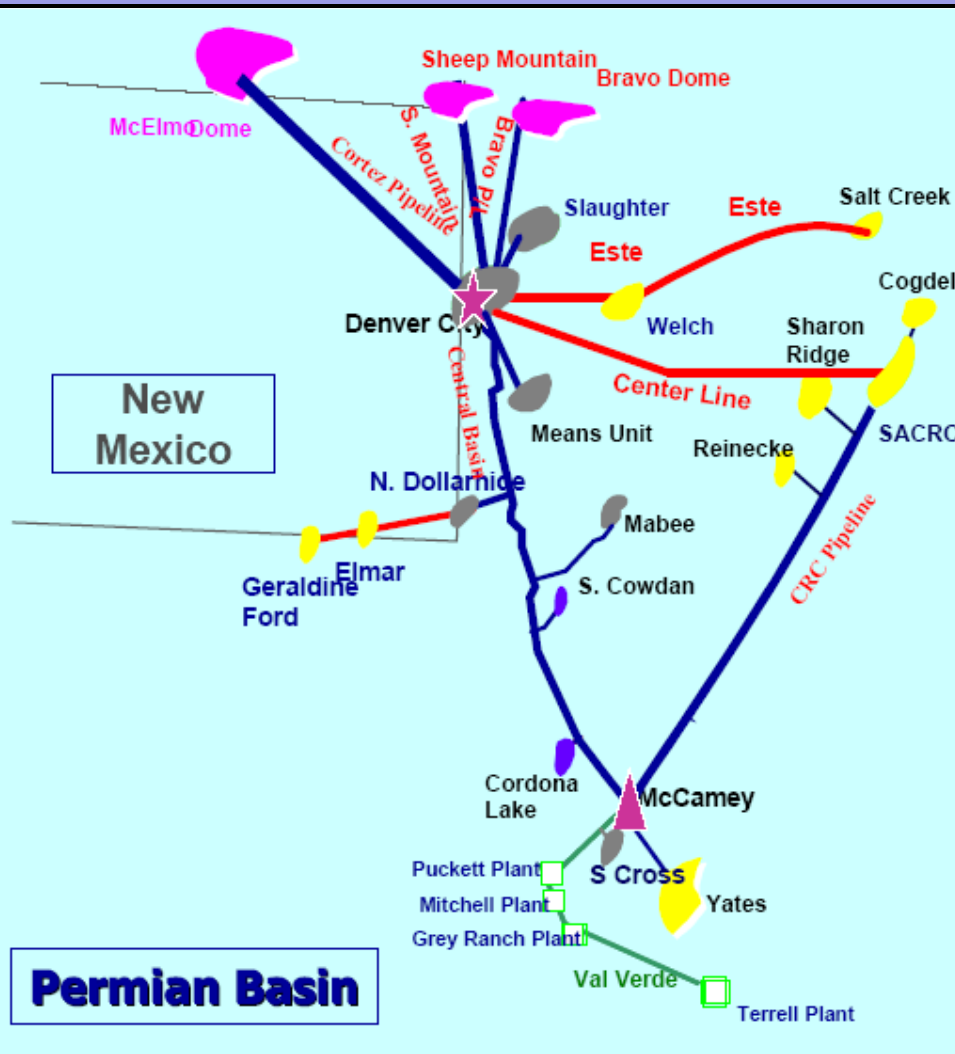 Sheep Mountain
Bravo Dome
McElmo Dome
S. Mountain
Bravo P/L
Cortez Pipeline
Salt Creek
Este
Slaughter
Este
Cogdel
Denver City
Welch
Sharon
Ridge
Central Basin
Center Line
New
Mexico
Means Unit
SACRO
Reinecke
N. Dollarhide
Mabee
CRC Pipeline
Elmar
S. Cowdan
Geraldine
Ford
Cordona
Lake
McCamey
Puckett Plant
S Cross
Mitchell Plant
Yates
Grey Ranch Plant
Val Verde
Permian Basin
Terrell Plant